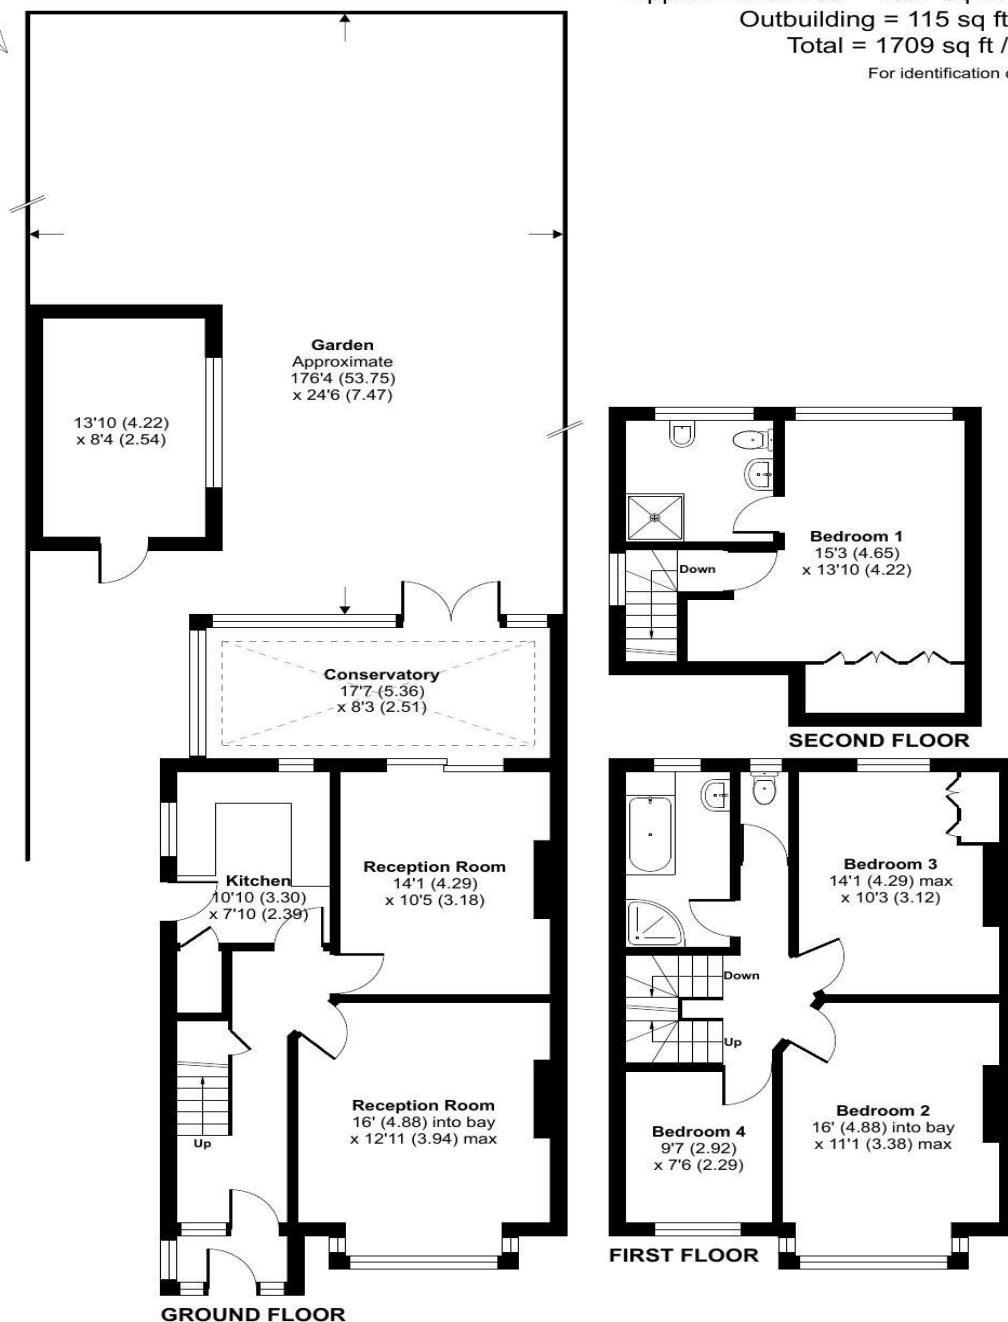 Outbuilding = 115 sq ft
Total = 1709 sq ft /
For identification
Garden
Approximate
176'4 (53.75)
x 24'6 (7.47)
13'10 (4.22)
x 8'4 (2.54)
Conservatory
17'7 (5.36)
x 8'3 (2.51)
Kitchen
10'10 (3.30)
x 7'10 (2.39)
Reception Room
14'1 (4.29)
x 10'5 (3.18)
Reception Room
16' (4.88) into bay
x 12'11 (3.94) max
Up
GROUND FLOOR
Bedroom 1
15'3 (4.65)
x 13'10 (4.22)
Down
SECOND FLOOR
Bedroom 3
14'1 (4.29) max
x 10'3 (3.12)
Down
Up
Bedroom 4
9'7 (2.92)
x 7'6 (2.29)
Bedroom 2
16' (4.88) into bay
x 11'1 (3.38) max
FIRST FLOOR